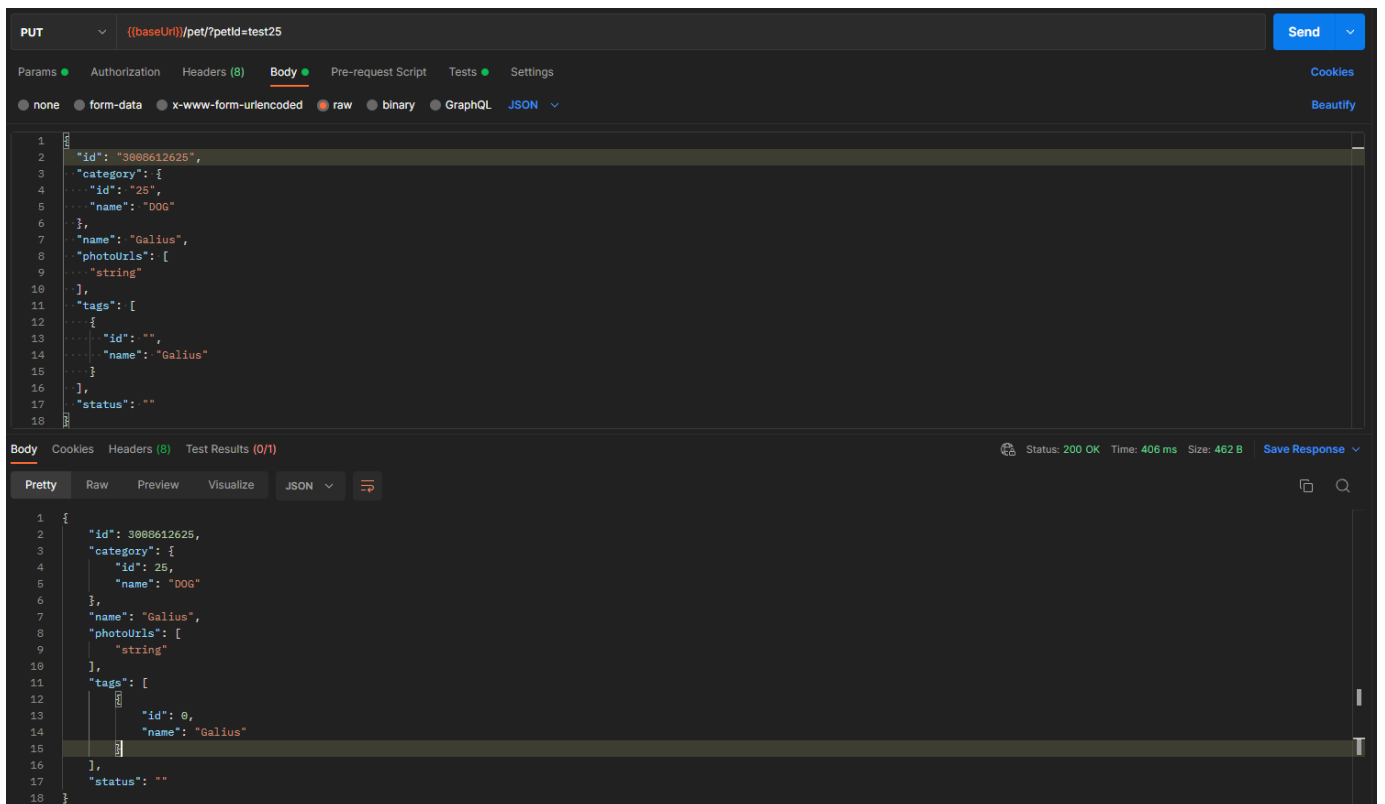 PUT {{baseUrl}}/pet/?petId=test25 Send
Params Authorization Headers (8) Body Pre-request Script Tests Settings Cookies
none form-data x-www-form-urlencoded raw binary GraphQL JSON Beautify
1 {
2 "id": "3008612625",
3 "category": {
4 "id": "25",
5 "name": "DOG"
6 },
7 "name": "Galius",
8 "photoUrls": [
9 "string"
10 ],
11 "tags": [
12 {
13 "id": "",
14 "name": "Galius"
15 }
16 ],
17 "status": ""
18 }
Body Cookies Headers (8) Test Results (0/1) Status: 200 OK Time: 406 ms Size: 462 B Save Response
Pretty Raw Preview Visualize JSON
1 {
2 "id": 3008612625,
3 "category": {
4 "id": 25,
5 "name": "DOG"
6 },
7 "name": "Galius",
8 "photoUrls": [
9 "string"
10 ],
11 "tags": [
12 {
13 "id": 0,
14 "name": "Galius"
15 }
16 ],
17 "status": ""
18 }